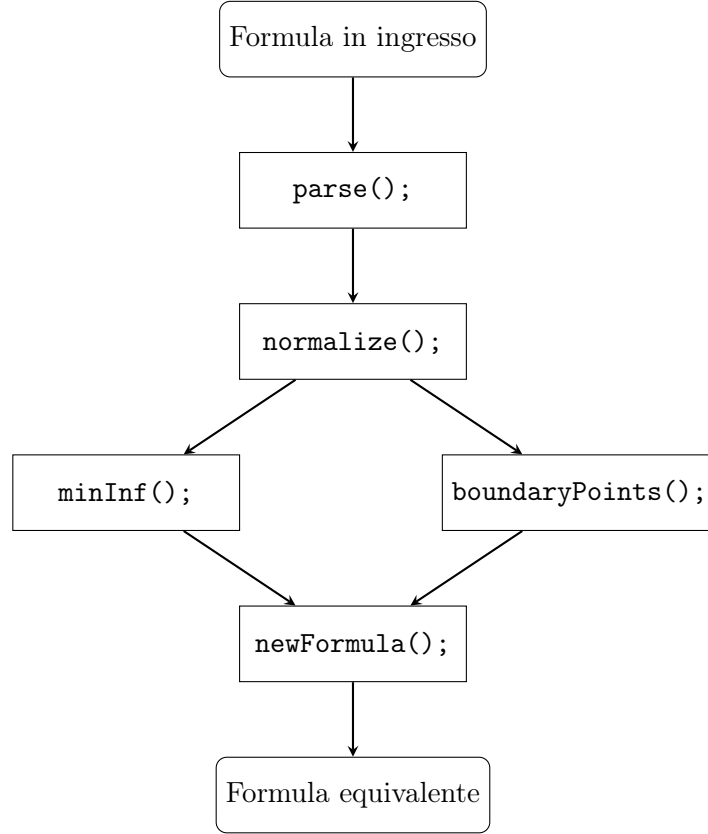 Formula in ingresso
parse();
normalize();
minInf();
boundaryPoints();
newFormula();
Formula equivalente